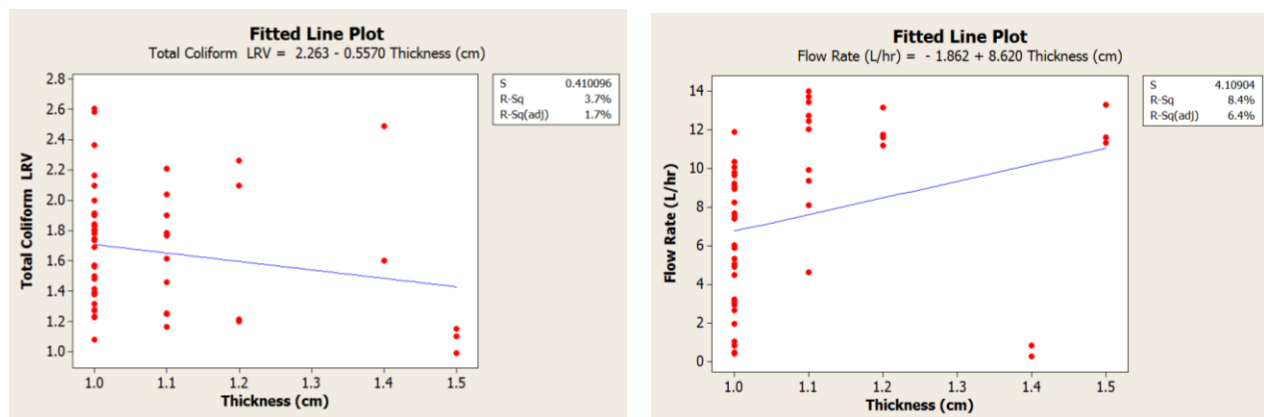 Fitted Line Plot
Total Coliform LRV = 2.263 - 0.5570 Thickness (cm)
S 0.410096
R-Sq 3.7%
R-Sq(adj) 1.7%
Total Coliform LRV
2.8
2.6
2.4
2.2
2.0
1.8
1.6
1.4
1.2
1.0
1.0 1.1 1.2 1.3 1.4 1.5
Thickness (cm)
Fitted Line Plot
Flow Rate (L/hr) = - 1.862 + 8.620 Thickness (cm)
S 4.10904
R-Sq 8.4%
R-Sq(adj) 6.4%
Flow Rate (L/hr)
14
12
10
8
6
4
2
0
1.0 1.1 1.2 1.3 1.4 1.5
Thickness (cm)